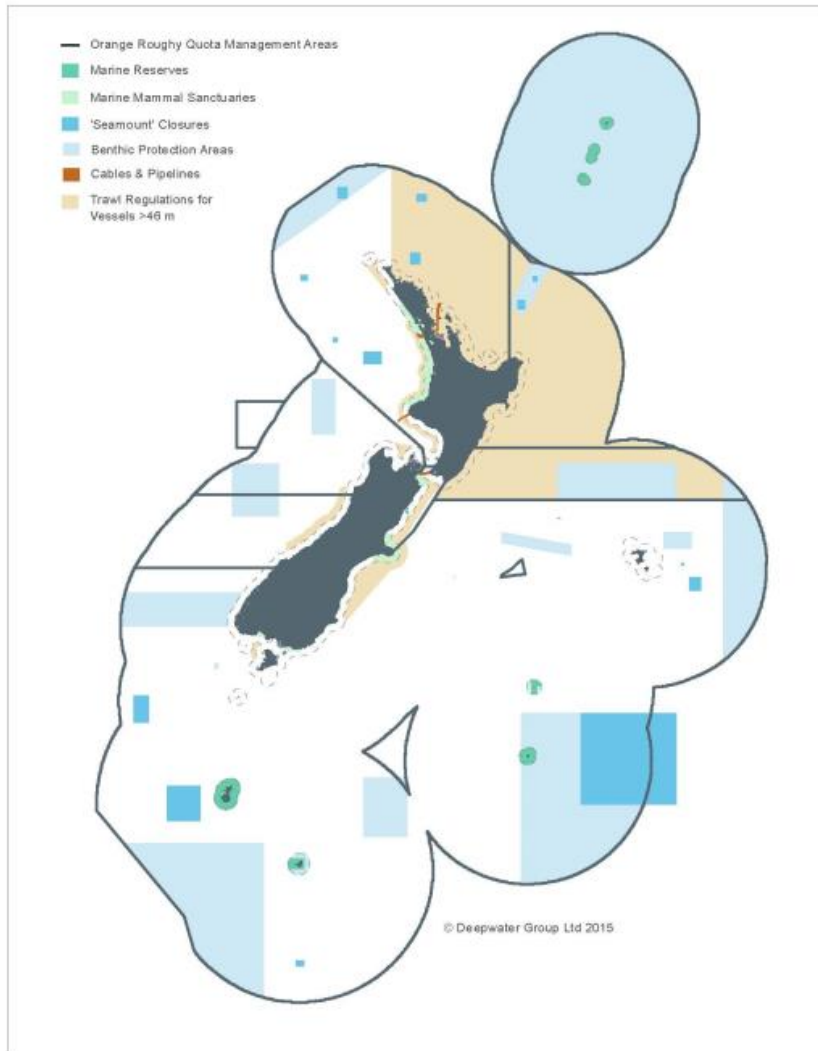 Orange Roughy Quota Management Areas
Marine Reserves
Marine Mammal Sanctuaries
'Seamount' Closures
Benthic Protection Areas
Cables & Pipelines
Trawl Regulations for
Vessels >46 m
© Deepwater Group Ltd 2015